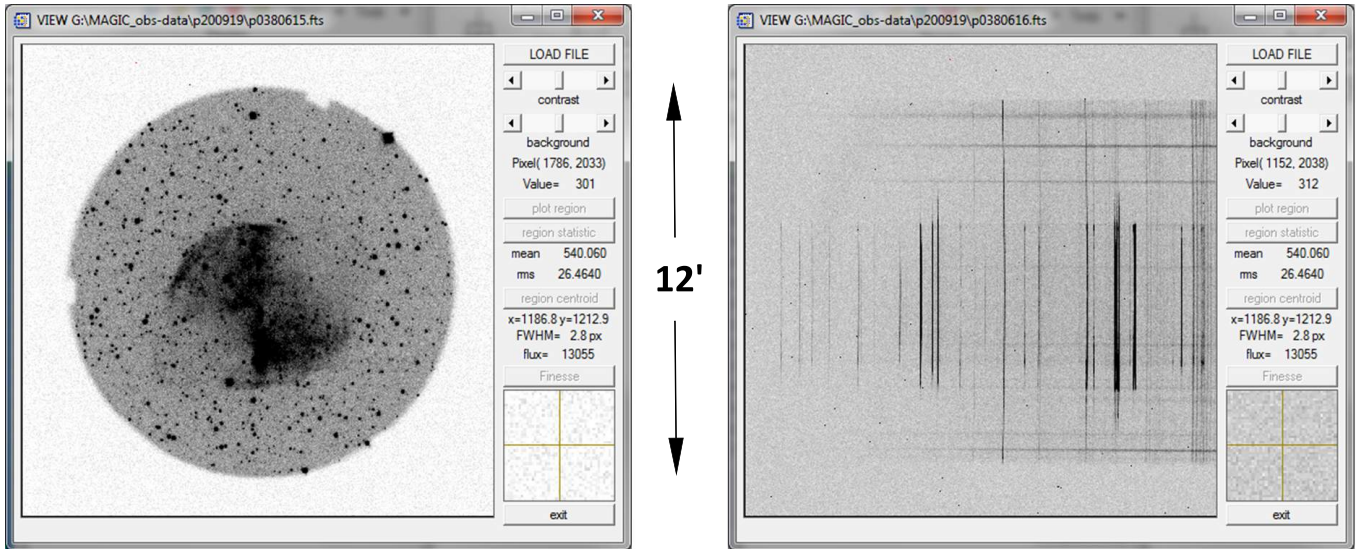 VIEW G:\MAGIC_obs-data\p200919\p0380615.fts
LOAD FILE
contrast
background
Pixel( 1786, 2033)
Value= 301
plot region
region statistic
mean 540.060
rms 26.4640
region centroid
x=1186.8 y=1212.9
FWHM= 2.8 px
flux= 13055
Finesse
exit
12'
VIEW G:\MAGIC_obs-data\p200919\p0380616.fts
LOAD FILE
contrast
background
Pixel( 1152, 2038)
Value= 312
plot region
region statistic
mean 540.060
rms 26.4640
region centroid
x=1186.8 y=1212.9
FWHM= 2.8 px
flux= 13055
Finesse
exit